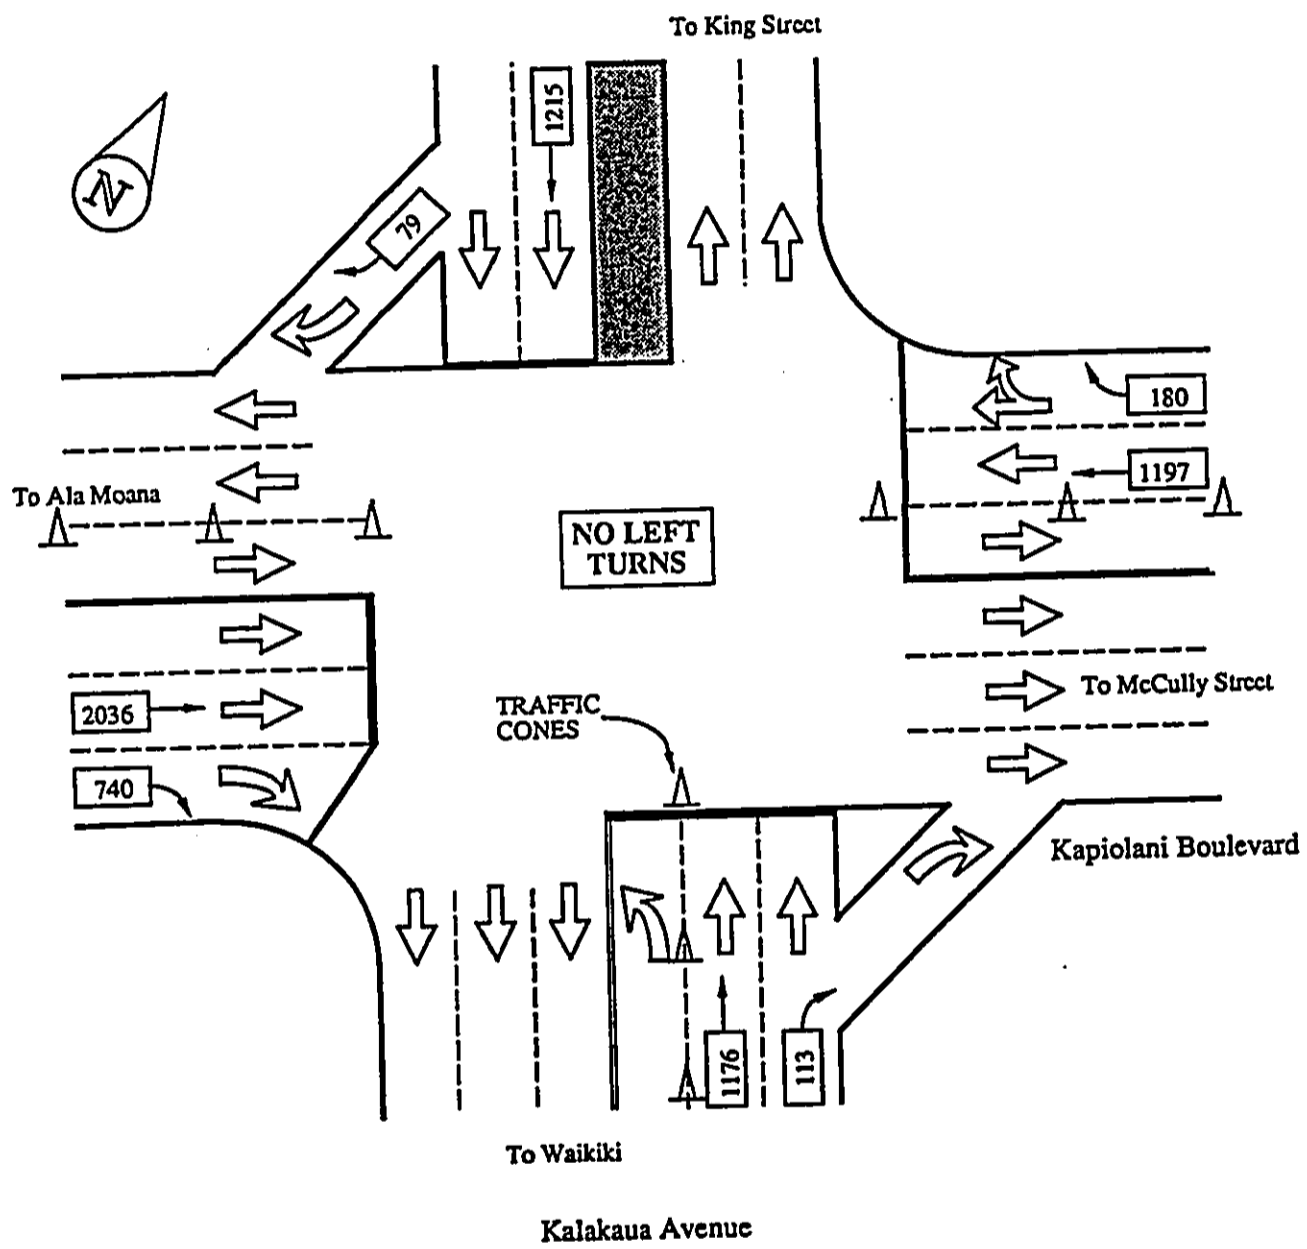 To King Street
1215
N
79
180
1197
To Ala Moana
NO LEFT
TURNS
2036
To McCully Street
TRAFFIC
CONES
740
Kapiolani Boulevard
1176
113
To Waikiki
Kalakaua Avenue